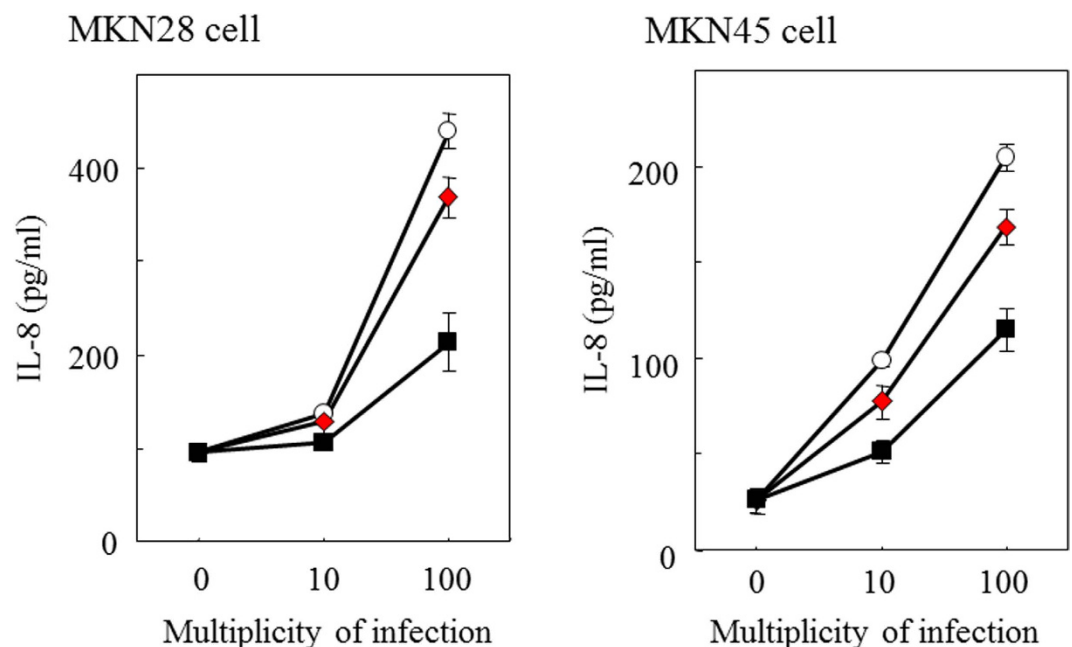 MKN28 cell
400
200
0
IL-8 (pg/ml)
0 10 100
Multiplicity of infection
MKN45 cell
200
100
0
IL-8 (pg/ml)
0 10 100
Multiplicity of infection